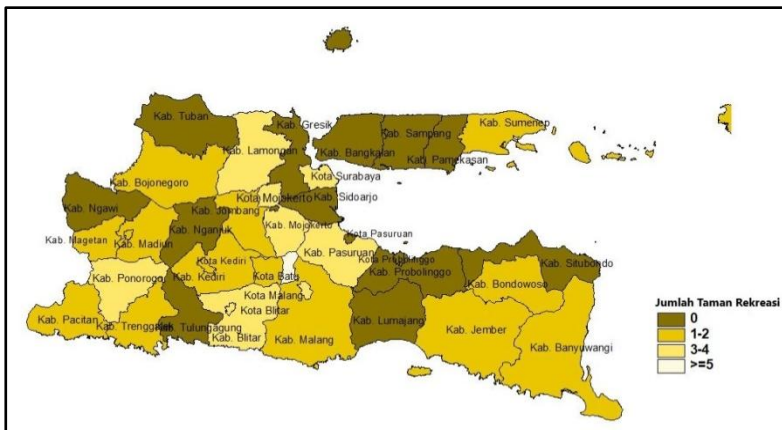 Kab. Tuban
Kab. Gresik
Kab. Lamongan
Kab. Bangkalan
Kab. Sampang
Kab. Pamekasan
Kab. Sumenep
Kab. Bojonegoro
Kota Surabaya
Kab. Ngawi
Kota Mojokerto
Kab. Sidoarjo
Kab. Jombang
Kab. Magetan
Kab. Madiun
Kab. Nganjuk
Kab. Mojokerto
Kota Pasuruan
Kab. Pasuruan
Kab. Ponorogo
Kota Kediri
Kab. Kediri
Kota Batu
Kota Probolinggo
Kab. Probolinggo
Kab. Situbondo
Kab. Bondowoso
Kota Malang
Kota Blitar
Kab. Pacitan
Kab. Trenggalek
Kab. Tulungagung
Kab. Blitar
Kab. Malang
Kab. Lumajang
Kab. Jember
Kab. Banyuwangi
Jumlah Taman Rekreasi
0
1-2
3-4
>=5